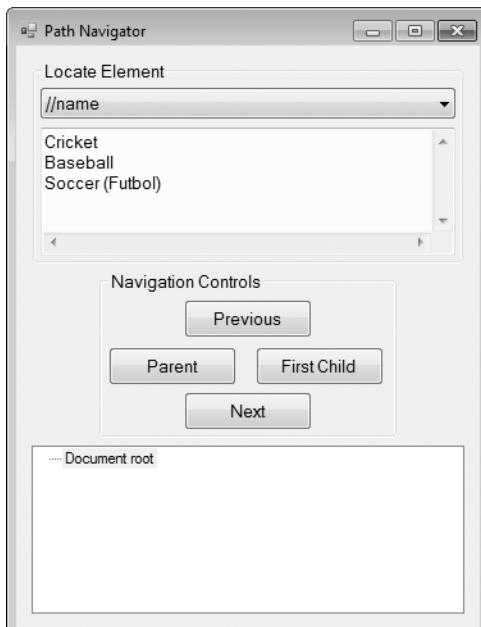 Path Navigator
Locate Element
//name
Cricket
Baseball
Soccer (Futbol)
Navigation Controls
Previous
Parent First Child
Next
Document root